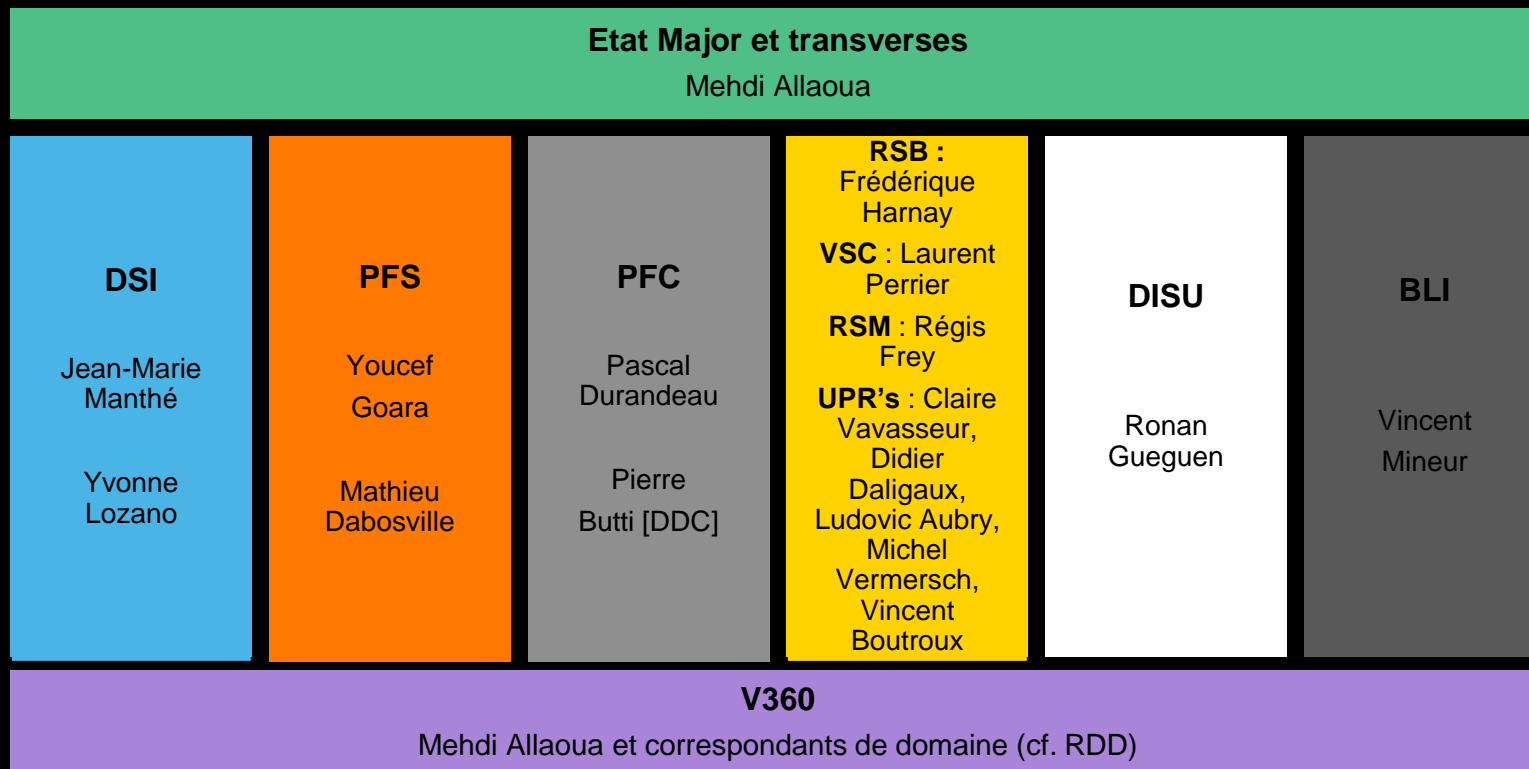 Etat Major et transverses
Mehdi Allaoua
DSI
Jean-Marie
Manthé
Yvonne
Lozano
PFS
Youcef
Goara
Mathieu
Dabosville
PFC
Pascal
Durandeau
Pierre
Butti [DDC]
RSB :
Frédérique
Harnay
VSC : Laurent
Perrier
RSM : Régis
Frey
UPR’s : Claire
Vavasseur,
Didier
Daligaux,
Ludovic Aubry,
Michel
Vermersch,
Vincent
Boutroux
DISU
Ronan
Gueguen
BLI
Vincent
Mineur
V360
Mehdi Allaoua et correspondants de domaine (cf. RDD)